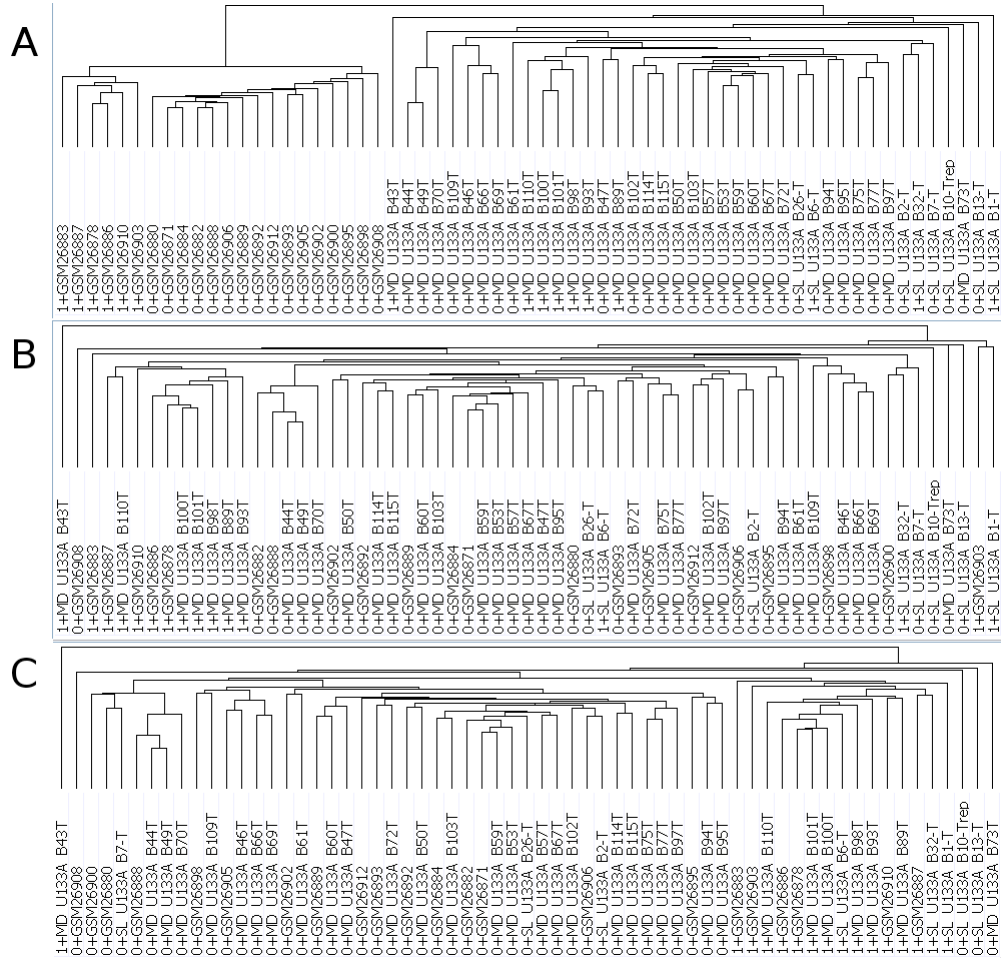 A
1+GSM26883
1+GSM26887
1+GSM26878
1+GSM26886
1+GSM26910
1+GSM26903
0+GSM26880
0+GSM26871
0+GSM26884
0+GSM26882
0+GSM26888
0+GSM26906
0+GSM26889
0+GSM26892
0+GSM26912
0+GSM26893
0+GSM26905
0+GSM26902
0+GSM26900
0+GSM26895
0+GSM26898
0+GSM26908
1+MD U133A B43T
0+MD U133A B44T
0+MD U133A B49T
0+MD U133A B70T
0+MD U133A B109T
0+MD U133A B46T
0+MD U133A B66T
0+MD U133A B69T
0+MD U133A B61T
1+MD U133A B110T
1+MD U133A B100T
1+MD U133A B101T
1+MD U133A B98T
1+MD U133A B93T
0+MD U133A B47T
1+MD U133A B89T
0+MD U133A B102T
0+MD U133A B114T
0+MD U133A B115T
0+MD U133A B50T
0+MD U133A B103T
0+MD U133A B57T
0+MD U133A B53T
0+MD U133A B59T
0+MD U133A B60T
0+MD U133A B67T
0+MD U133A B72T
0+SL U133A B26-T
1+SL U133A B6-T
0+MD U133A B94T
0+MD U133A B95T
0+MD U133A B75T
0+MD U133A B77T
0+MD U133A B97T
0+SL U133A B2-T
1+SL U133A B32-T
0+SL U133A B7-T
0+SL U133A B10-Trep
0+MD U133A B73T
0+SL U133A B13-T
1+SL U133A B1-T
B
1+MD U133A B43T
0+GSM26908
1+GSM26883
1+GSM26887
1+MD U133A B110T
1+GSM26910
1+GSM26886
1+GSM26878
1+MD U133A B100T
1+MD U133A B101T
1+MD U133A B98T
1+MD U133A B89T
1+MD U133A B93T
0+GSM26882
0+GSM26888
0+MD U133A B44T
0+MD U133A B49T
0+MD U133A B70T
0+GSM26902
0+MD U133A B50T
0+GSM26892
0+MD U133A B114T
0+MD U133A B115T
0+GSM26889
0+MD U133A B60T
0+MD U133A B103T
0+GSM26884
0+GSM26871
0+MD U133A B59T
0+MD U133A B53T
0+MD U133A B57T
0+MD U133A B67T
0+MD U133A B47T
0+MD U133A B95T
0+GSM26880
0+SL U133A B26-T
1+SL U133A B6-T
0+GSM26893
0+MD U133A B72T
0+GSM26905
0+MD U133A B75T
0+MD U133A B77T
0+GSM26912
0+MD U133A B102T
0+MD U133A B97T
0+GSM26906
0+SL U133A B2-T
0+GSM26895
0+MD U133A B94T
0+MD U133A B61T
0+MD U133A B109T
0+GSM26898
0+MD U133A B46T
0+MD U133A B66T
0+MD U133A B69T
0+GSM26900
1+SL U133A B32-T
0+SL U133A B7-T
0+SL U133A B10-Trep
0+MD U133A B73T
0+SL U133A B13-T
1+GSM26903
1+SL U133A B1-T
C
1+MD U133A B43T
0+GSM26908
0+GSM26900
0+GSM26880
0+SL U133A B7-T
0+GSM26888
0+MD U133A B44T
0+MD U133A B49T
0+MD U133A B70T
0+GSM26898
0+MD U133A B109T
0+GSM26905
0+MD U133A B46T
0+MD U133A B66T
0+MD U133A B69T
0+GSM26902
0+MD U133A B61T
0+GSM26889
0+MD U133A B60T
0+MD U133A B47T
0+GSM26912
0+GSM26893
0+MD U133A B72T
0+GSM26892
0+MD U133A B50T
0+GSM26884
0+MD U133A B103T
0+GSM26882
0+GSM26871
0+MD U133A B59T
0+MD U133A B53T
0+SL U133A B26-T
0+MD U133A B57T
0+MD U133A B67T
0+MD U133A B102T
0+GSM26906
0+SL U133A B2-T
0+MD U133A B114T
0+MD U133A B115T
0+MD U133A B75T
0+MD U133A B77T
0+MD U133A B97T
0+GSM26895
0+MD U133A B94T
0+MD U133A B95T
1+GSM26883
1+GSM26903
1+MD U133A B110T
1+GSM26886
1+GSM26878
1+MD U133A B101T
1+MD U133A B100T
1+SL U133A B6-T
1+MD U133A B98T
1+MD U133A B93T
1+GSM26910
1+MD U133A B89T
1+GSM26887
1+SL U133A B32-T
1+SL U133A B1-T
0+SL U133A B10-Trep
0+SL U133A B13-T
0+MD U133A B73T